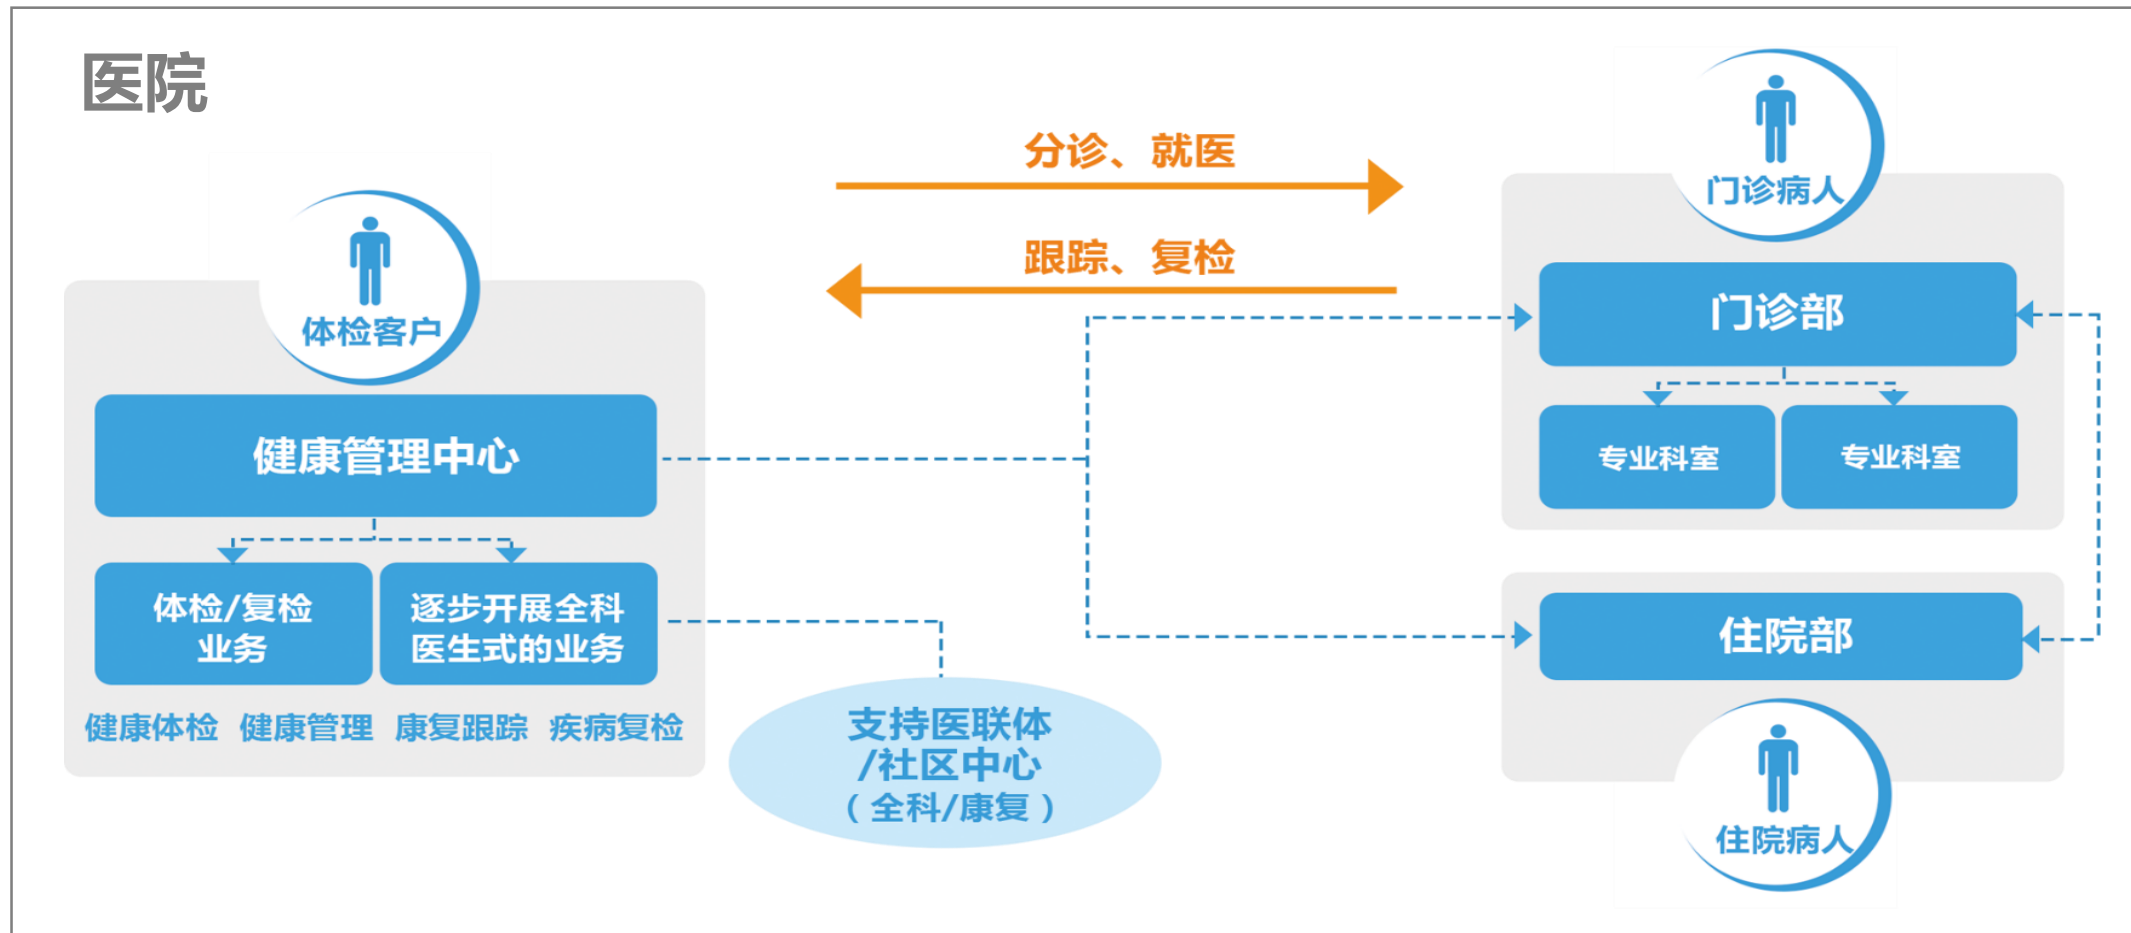 医院
分诊、就医
跟踪、复检
体检客户
健康管理中心
体检/复检
业务
逐步开展全科
医生式的业务
健康体检 健康管理 康复跟踪 疾病复检
支持医联体
/社区中心
（全科/康复）
门诊病人
门诊部
专业科室
专业科室
住院部
住院病人